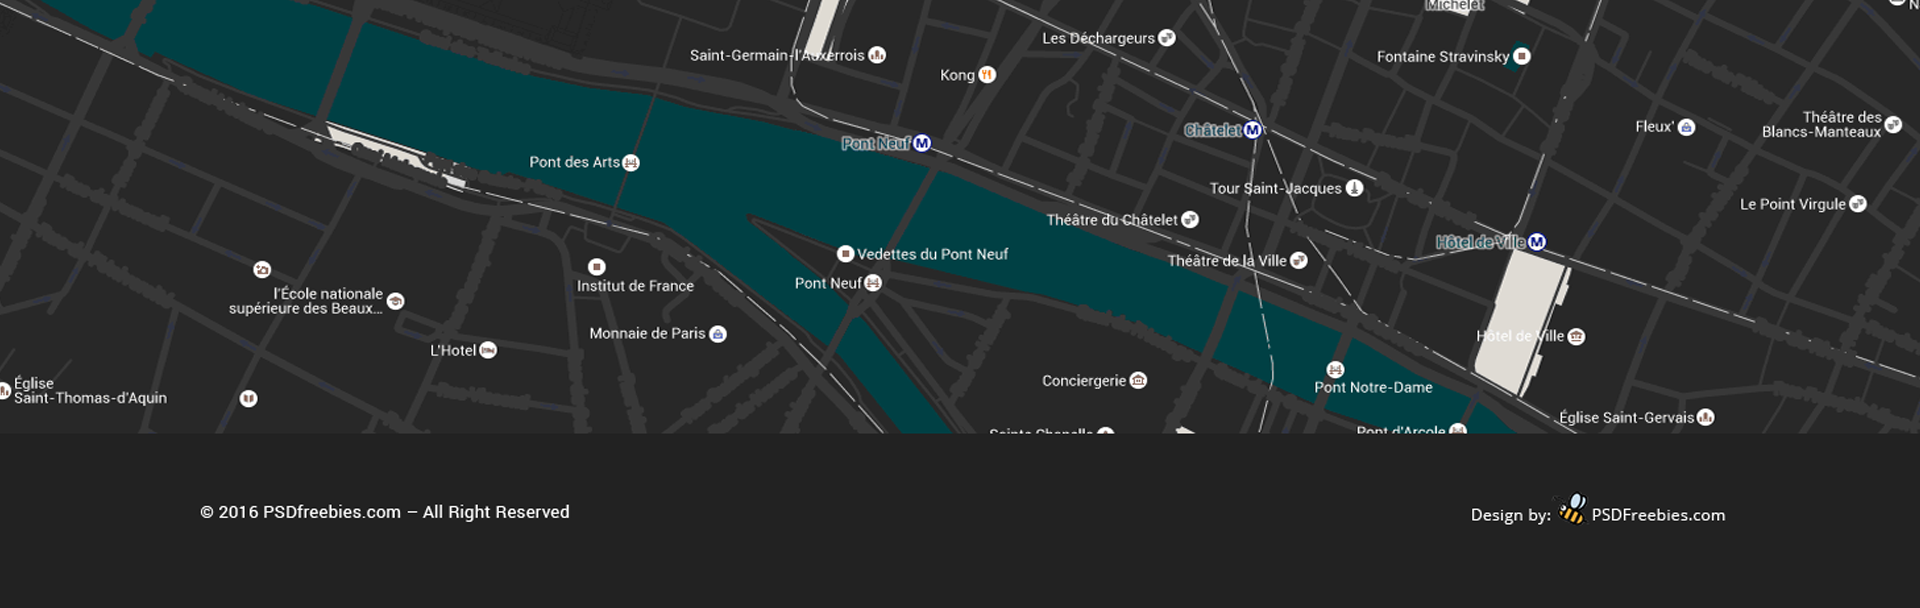 Michelet
N
Les Déchargeurs
Saint-Germain-l'Auxerrois
Fontaine Stravinsky
Kong
Théâtre des
Blancs-Manteaux
Fleux'
Châtelet M
Pont Neuf M
Pont des Arts
Tour Saint-Jacques
Le Point Virgule
Théâtre du Châtelet
Hôtel de Ville M
Vedettes du Pont Neuf
Théâtre de la Ville
Pont Neuf
Institut de France
l'École nationale
supérieure des Beaux...
Monnaie de Paris
Hôtel de Ville
L'Hotel
Conciergerie
Pont Notre-Dame
Église
Saint-Thomas-d'Aquin
Église Saint-Gervais
Pont d'Arcole
Sainte Chapelle
© 2016 PSDfreebies.com – All Right Reserved
Design by: PSDFreebies.com